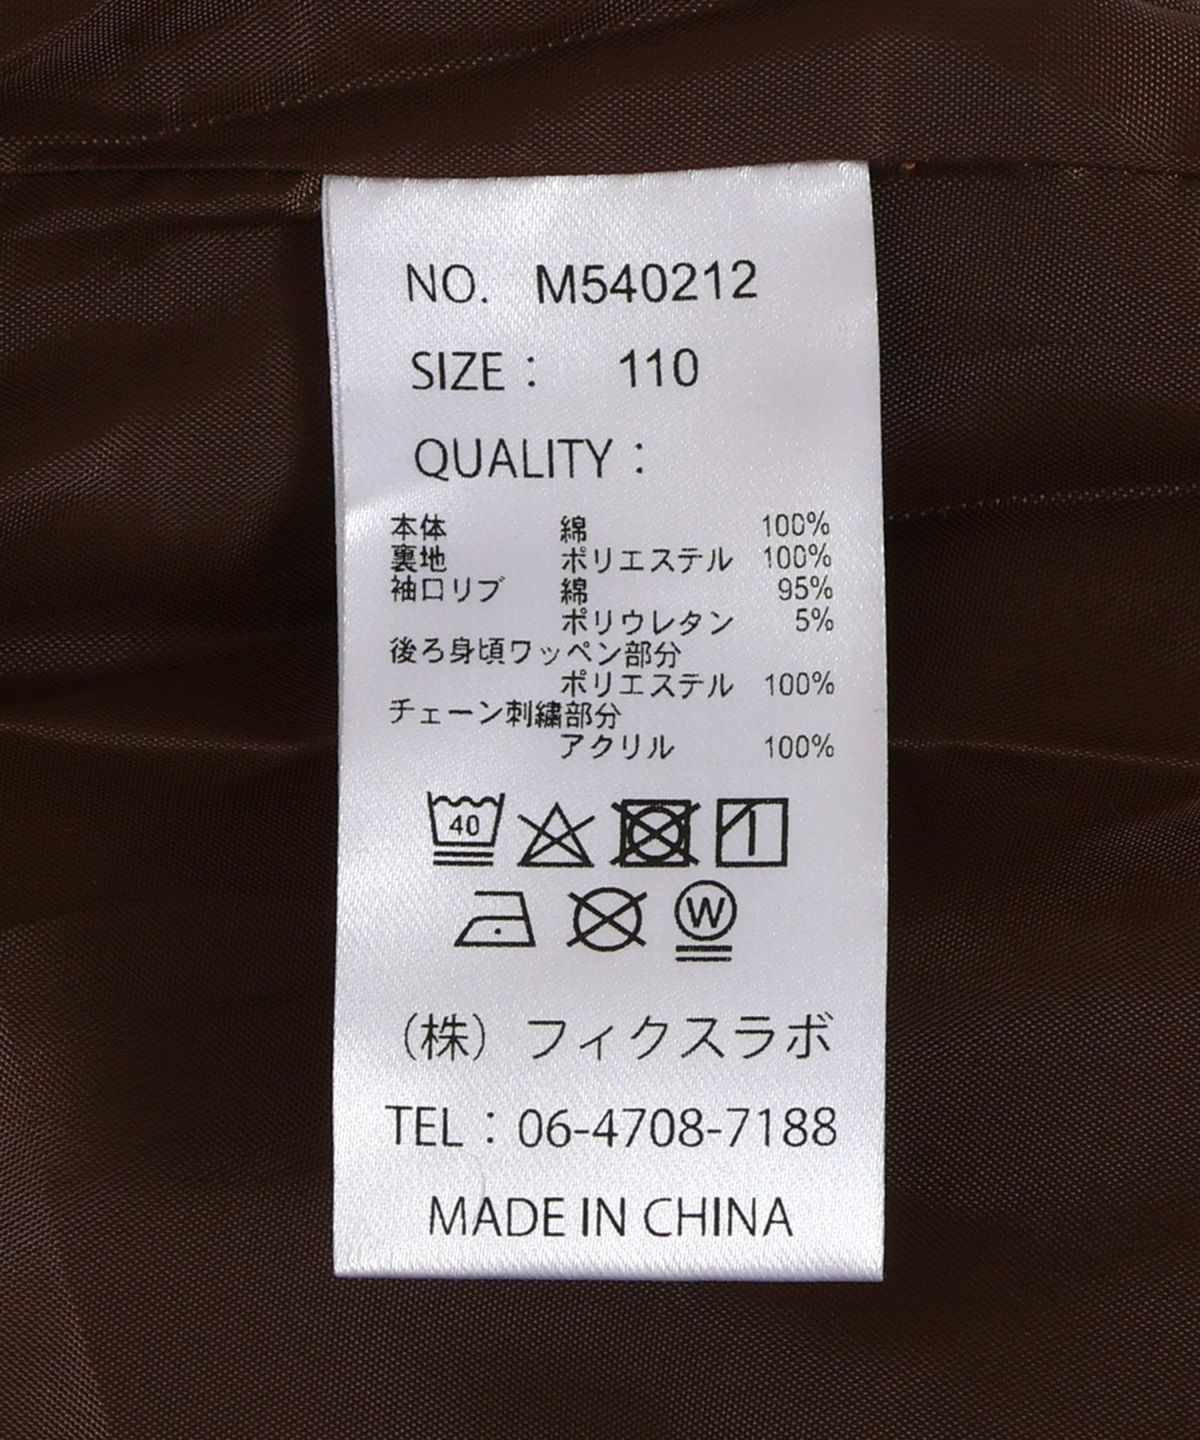 NO. M540212
SIZE： 110
QUALITY：
本体 綿 100%
裏地 ポリエステル 100%
袖口リブ 綿 95%
ポリウレタン 5%
後ろ身頃ワッペン部分
ポリエステル 100%
チェーン刺繍部分
アクリル 100%
40
W
（株）フィクスラボ
TEL：06-4708-7188
MADE IN CHINA